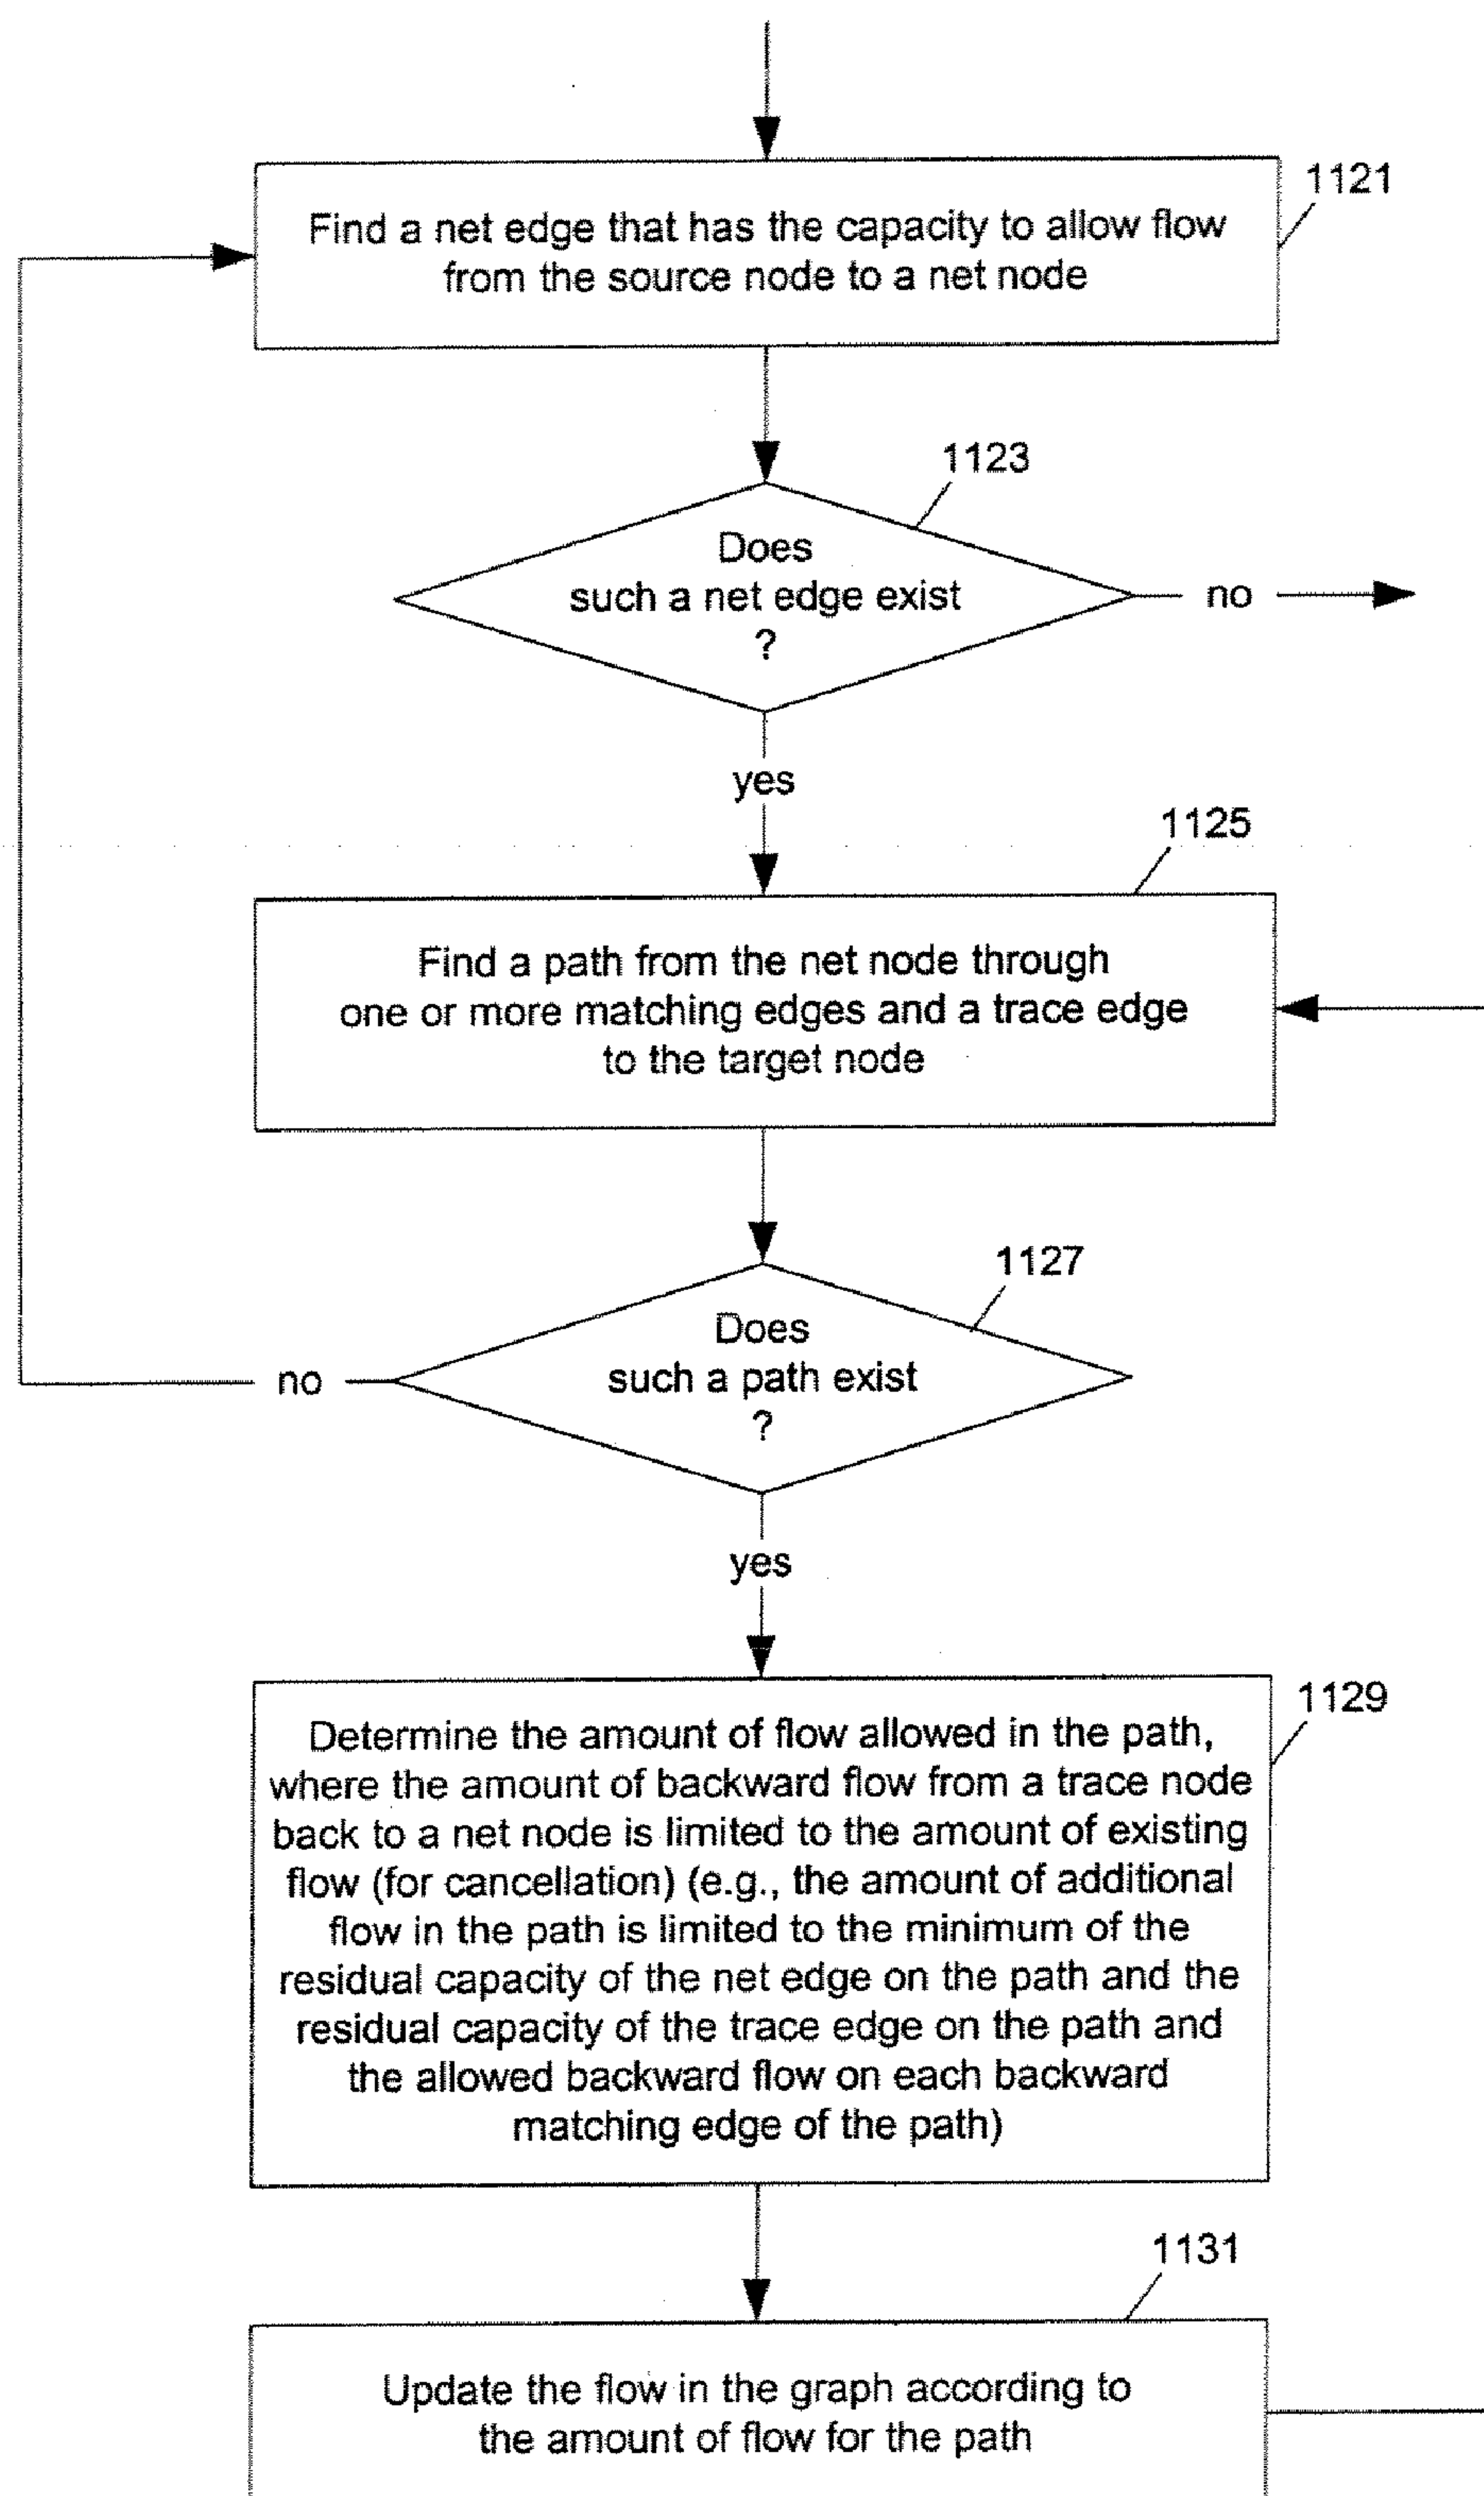 1121
Find a net edge that has the capacity to allow flow
from the source node to a net node
1123
Does
such a net edge exist
?
no
yes
1125
Find a path from the net node through
one or more matching edges and a trace edge
to the target node
1127
Does
such a path exist
?
no
yes
1129
Determine the amount of flow allowed in the path,
where the amount of backward flow from a trace node
back to a net node is limited to the amount of existing
flow (for cancellation) (e.g., the amount of additional
flow in the path is limited to the minimum of the
residual capacity of the net edge on the path and the
residual capacity of the trace edge on the path and
the allowed backward flow on each backward
matching edge of the path)
1131
Update the flow in the graph according to
the amount of flow for the path